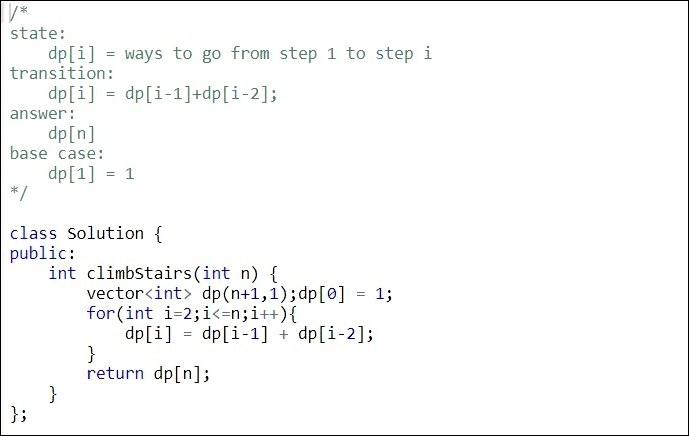 /*
state:
    dp[i] = ways to go from step 1 to step i
transition:
    dp[i] = dp[i-1]+dp[i-2];
answer:
    dp[n]
base case:
    dp[1] = 1
*/

class Solution {
public:
    int climbStairs(int n) {
        vector<int> dp(n+1,1);dp[0] = 1;
        for(int i=2;i<=n;i++){
            dp[i] = dp[i-1] + dp[i-2];
        }
        return dp[n];
    }
};